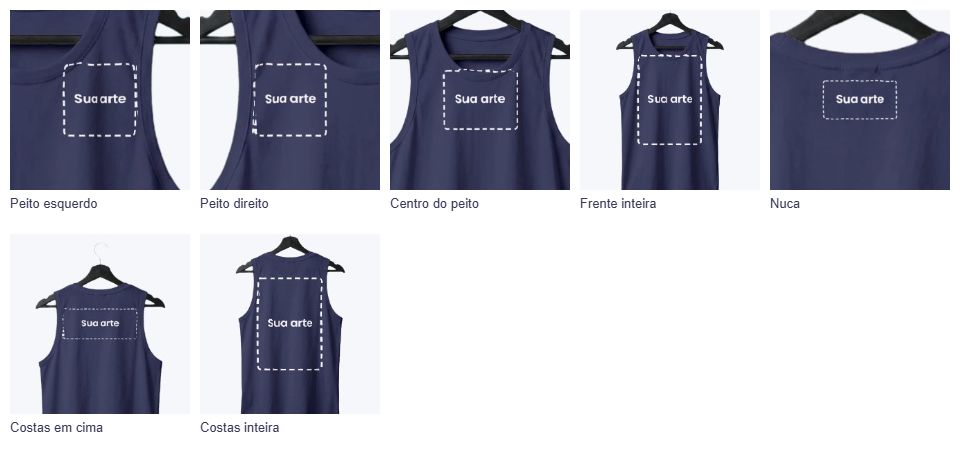 Sua arte
Sua arte
Sua arte
Sua arte
Sua arte
Peito esquerdo
Peito direito
Centro do peito
Frente inteira
Nuca
Sua arte
Sua arte
Costas em cima
Costas inteira